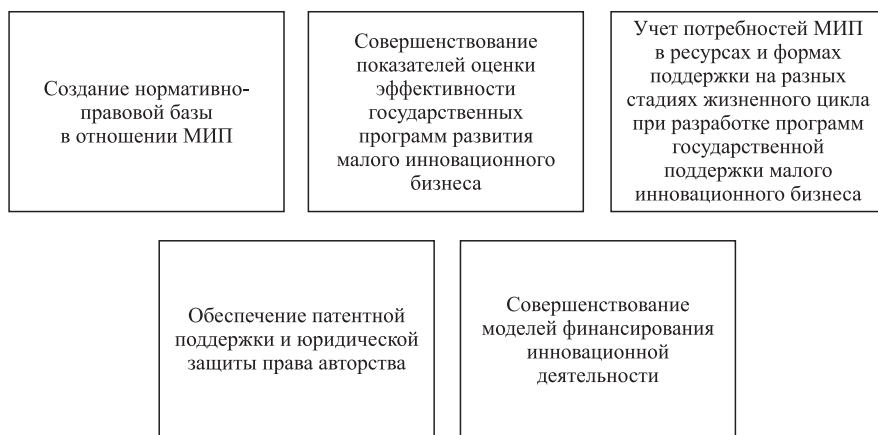 Создание нормативно-
правовой базы
в отношении МИП
Совершенствование
показателей оценки
эффективности
государственных
программ развития
малого инновационного
бизнеса
Учет потребностей МИП
в ресурсах и формах
поддержки на разных
стадиях жизненного цикла
при разработке программ
государственной
поддержки малого
инновационного бизнеса
Обеспечение патентной
поддержки и юридической
защиты права авторства
Совершенствование
моделей финансирования
инновационной
деятельности